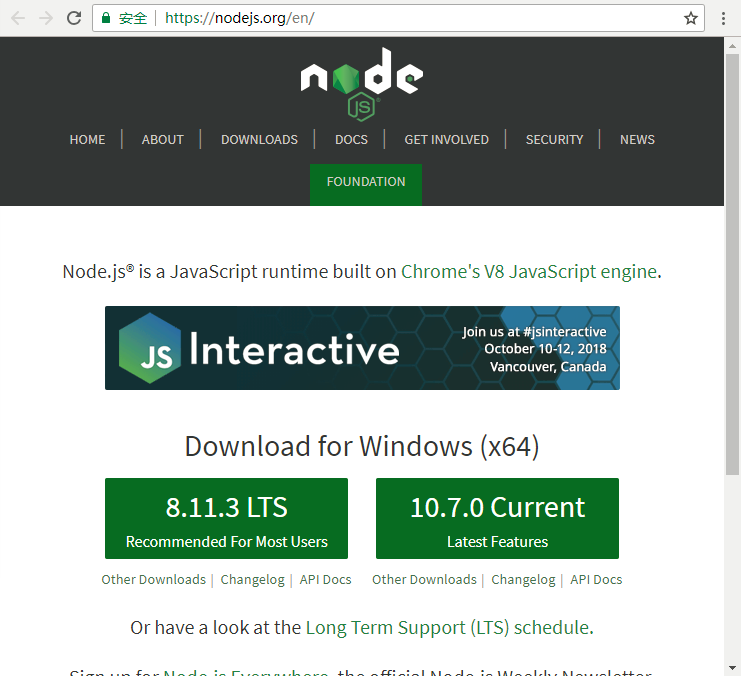 安全 https://nodejs.org/en/
node
JS
HOME | ABOUT | DOWNLOADS | DOCS | GET INVOLVED | SECURITY | NEWS
FOUNDATION
Node.js® is a JavaScript runtime built on Chrome's V8 JavaScript engine.
JS Interactive
Join us at #jsinteractive
October 10-12, 2018
Vancouver, Canada
Download for Windows (x64)
8.11.3 LTS
Recommended For Most Users
10.7.0 Current
Latest Features
Other Downloads | Changelog | API Docs
Other Downloads | Changelog | API Docs
Or have a look at the Long Term Support (LTS) schedule.
Sign up for Node.js Everywhere, the official Node.js Weekly Newsletter.